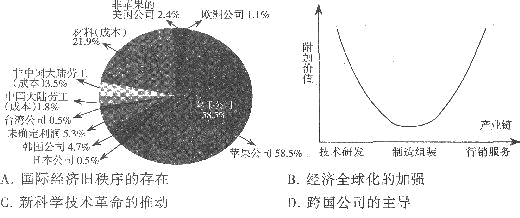 非苹果的
美国公司 2.4%
欧洲公司 1.1%
材料(成本)
21.9%
非中国大陆劳工
(成本)3.5%
中国大陆劳工
(成本)1.8%
台湾公司 0.5%
未确定利润 5.3%
韩国公司 4.7%
日本公司 0.5%
58.5%
苹果公司 58.5%
附加价值
产业链
技术研发 制造组装 营销服务
A. 国际经济旧秩序的存在 B. 经济全球化的加强
C. 新科学技术革命的推动 D. 跨国公司的主导